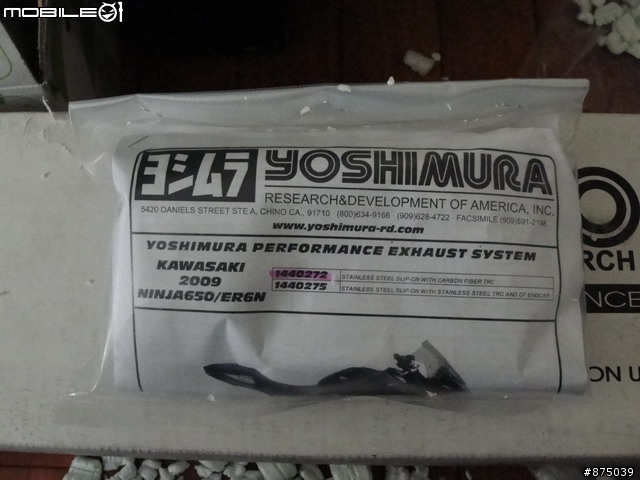 MOBILE01
ヨシムラ YOSHIMURA
RESEARCH&DEVELOPMENT OF AMERICA, INC.
5420 DANIELS STREET STE A, CHINO CA., 91710 (800)634-9166 (909)628-4722 FACSIMILE (909)591-2198
www.yoshimura-rd.com
YOSHIMURA PERFORMANCE EXHAUST SYSTEM
KAWASAKI
2009
NINJA650/ER6N
1440272 STAINLESS STEEL SLIP-ON WITH CARBON FIBER TRC
1440275 STAINLESS STEEL SLIP-ON WITH STAINLESS STEEL TRC AND CF ENDCAP
RCH
NCE
ON U
#875039